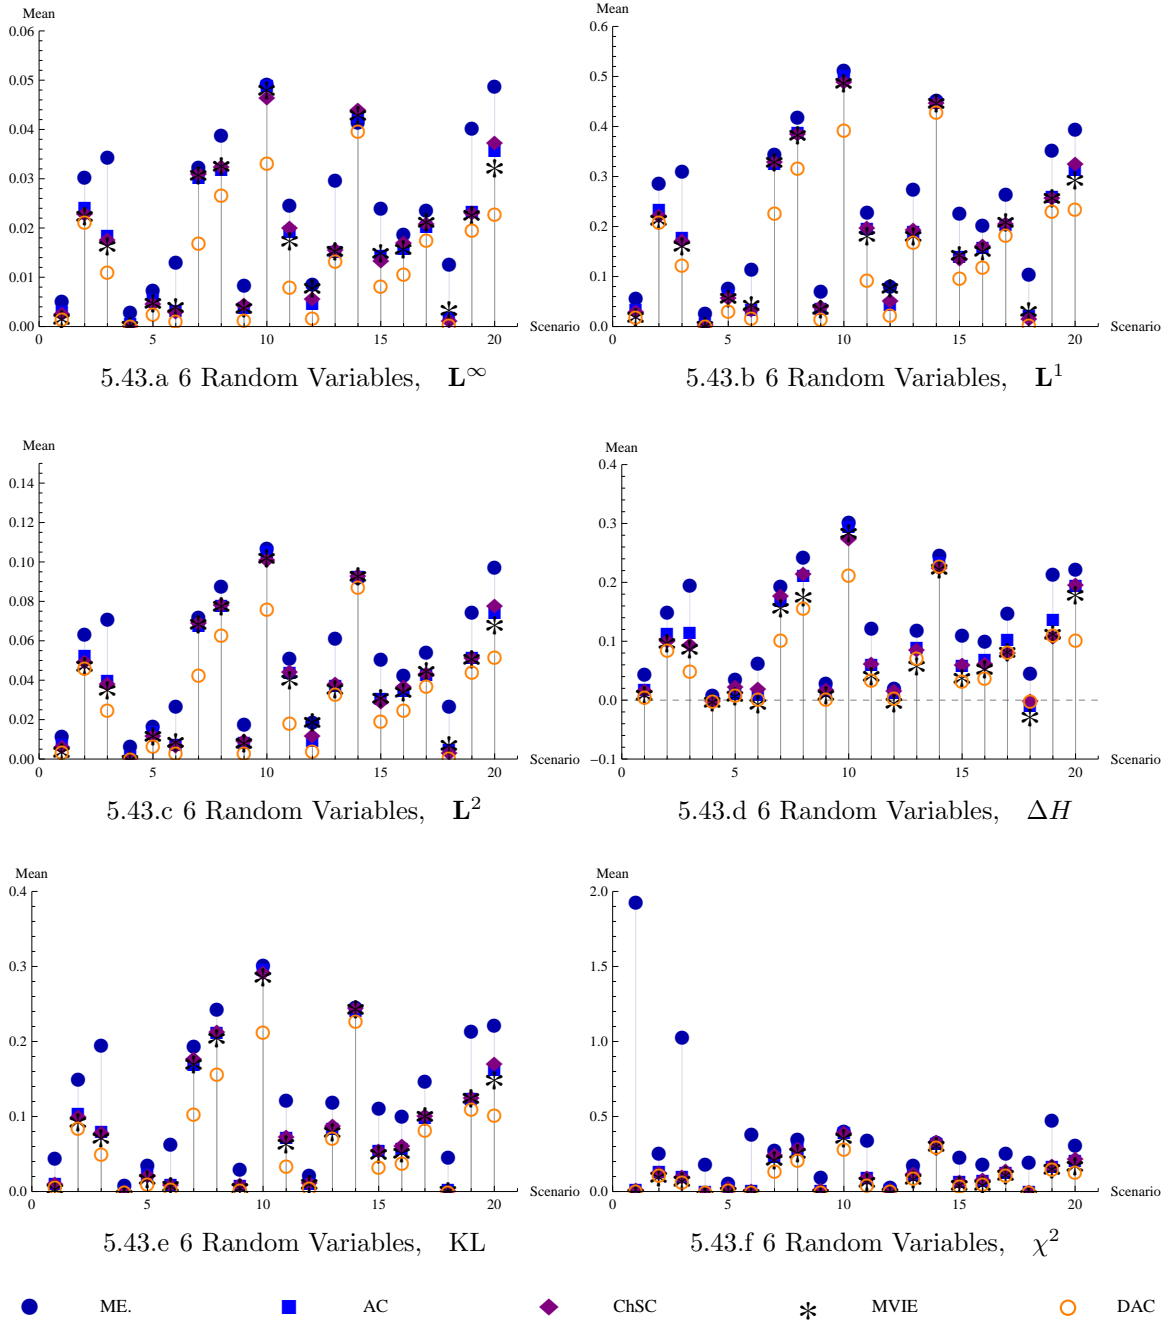 Mean
0.06
0.05
0.04
0.03
0.02
0.01
0.00
0 5 10 15 20 Scenario
5.43.a 6 Random Variables, L∞
Mean
0.6
0.5
0.4
0.3
0.2
0.1
0.0
0 5 10 15 20 Scenario
5.43.b 6 Random Variables, L1
Mean
0.14
0.12
0.10
0.08
0.06
0.04
0.02
0.00
0 5 10 15 20 Scenario
5.43.c 6 Random Variables, L2
Mean
0.4
0.3
0.2
0.1
0.0
−0.1
0 5 10 15 20 Scenario
5.43.d 6 Random Variables, ΔH
Mean
0.4
0.3
0.2
0.1
0.0
0 5 10 15 20 Scenario
5.43.e 6 Random Variables, KL
Mean
2.0
1.5
1.0
0.5
0.0
0 5 10 15 20 Scenario
5.43.f 6 Random Variables, χ2
ME. AC ChSC MVIE DAC